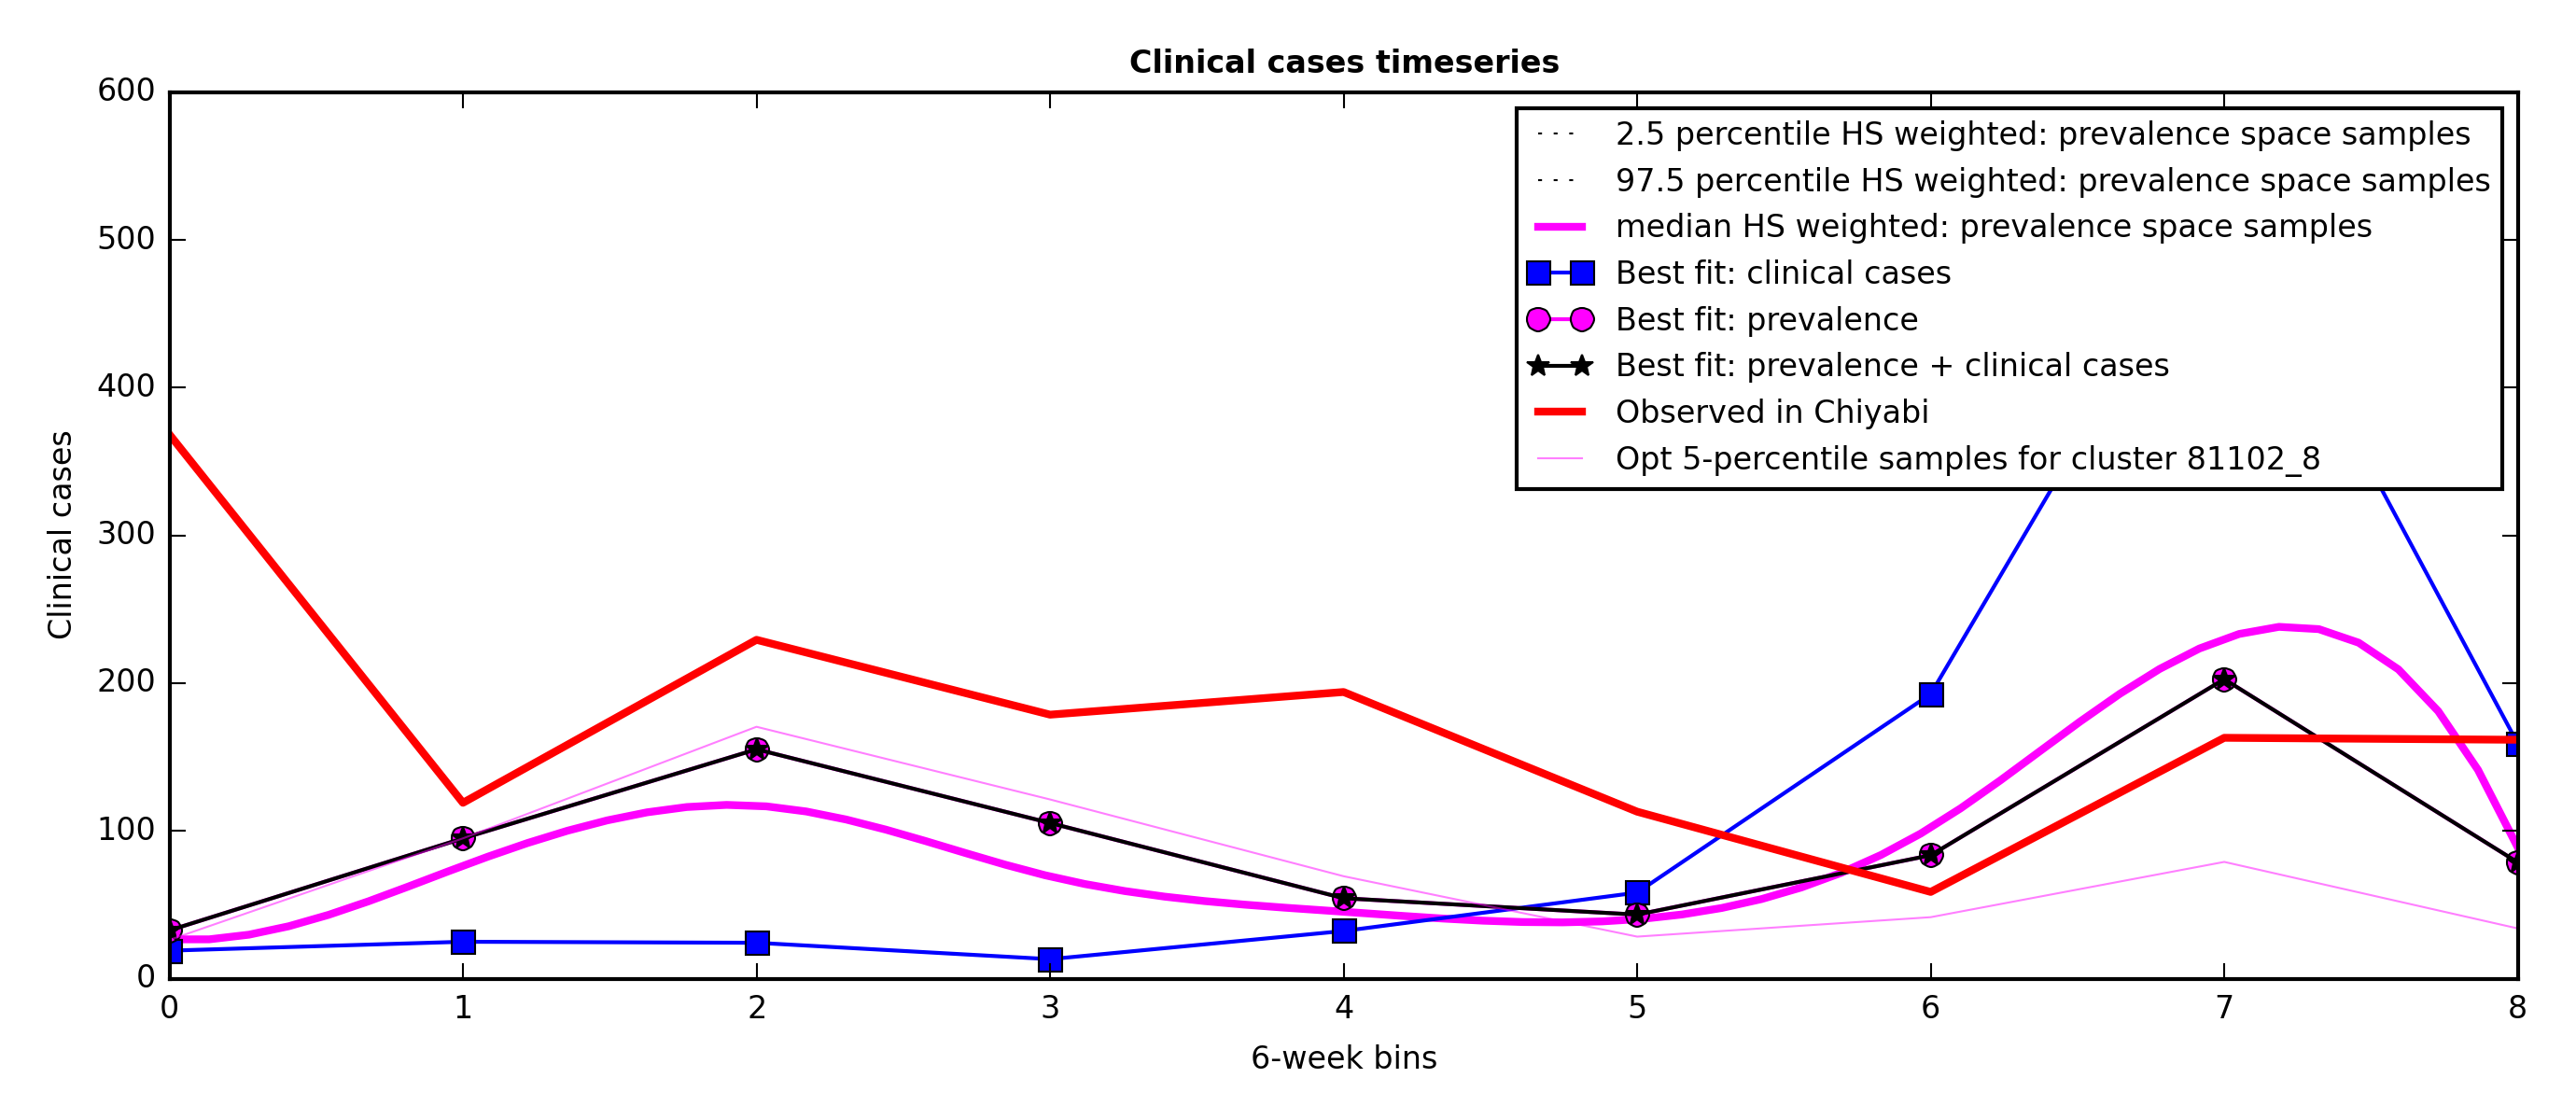 Clinical cases timeseries
600
500
400
300
200
100
0
Clinical cases
2.5 percentile HS weighted: prevalence space samples
97.5 percentile HS weighted: prevalence space samples
median HS weighted: prevalence space samples
Best fit: clinical cases
Best fit: prevalence
Best fit: prevalence + clinical cases
Observed in Chiyabi
Opt 5-percentile samples for cluster 81102_8
0 1 2 3 4 5 6 7 8
6-week bins